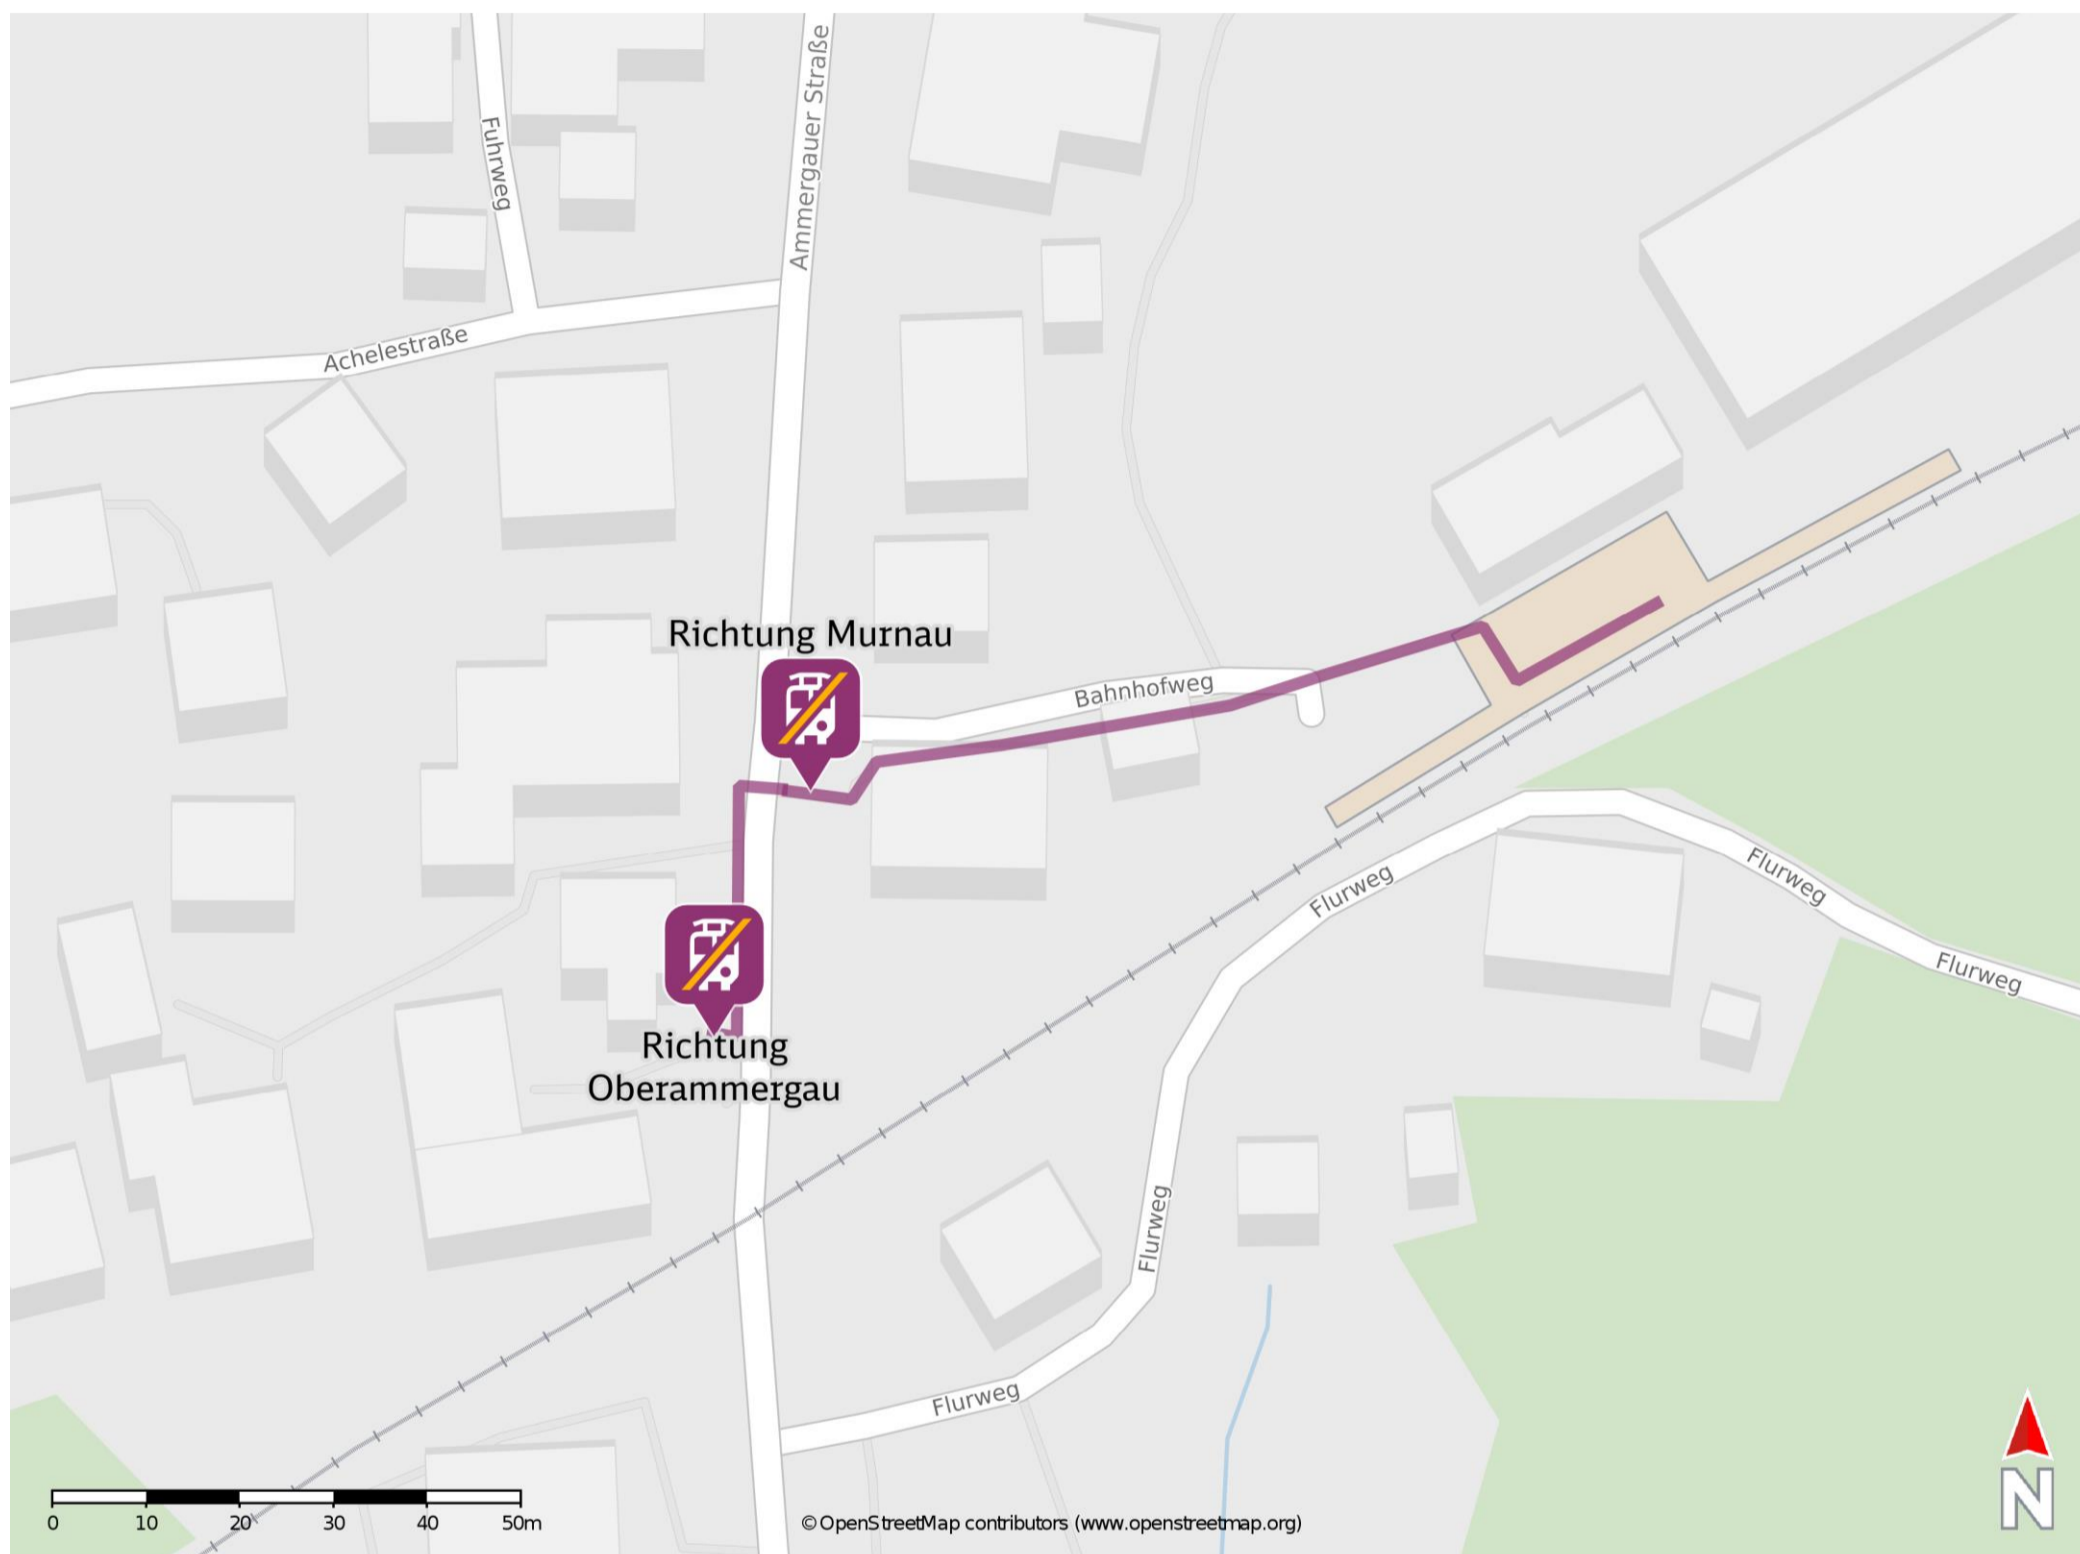 Ammergauer Straße
Fuhrweg
Achelestraße
Richtung Murnau
Bahnhofweg
Flurweg
Flurweg
Flurweg
Richtung
Oberammergau
Flurweg
Flurweg
0 10 20 30 40 50m
© OpenStreetMap contributors (www.openstreetmap.org)
N